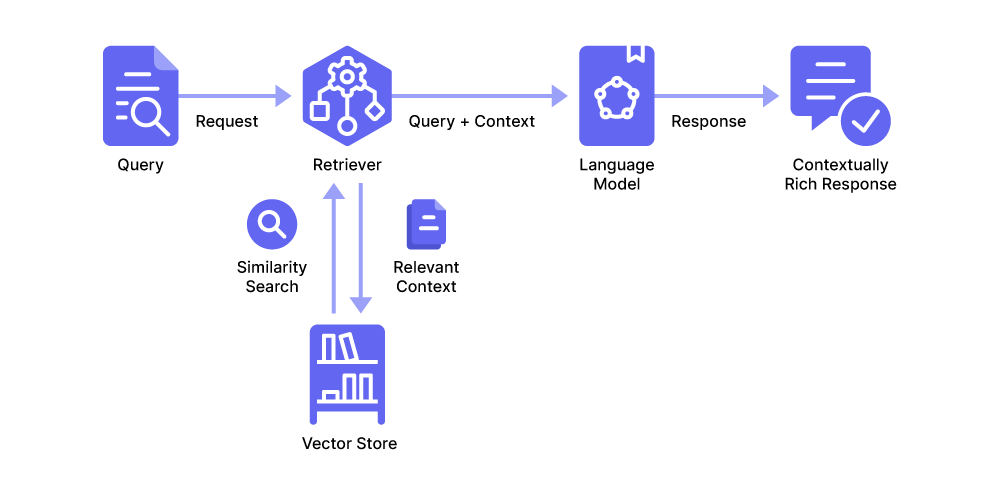 Request
Query + Context
Response
Query
Retriever
Language
Model
Contextually
Rich Response
Similarity
Search
Relevant
Context
Vector Store